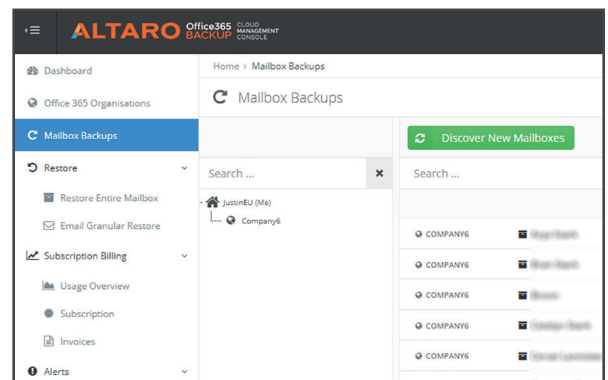 ALTARO Office365 BACKUP CLOUD MANAGEMENT CONSOLE
Dashboard
Office 365 Organisations
Mailbox Backups
Restore
Restore Entire Mailbox
Email Granular Restore
Subscription Billing
Usage Overview
Subscription
Invoices
Alerts
Home > Mailbox Backups
Mailbox Backups
Search ...
JustinEU (Me)
Company6
Discover New Mailboxes
Search ...
COMPANY6
COMPANY6
COMPANY6
COMPANY6
COMPANY6